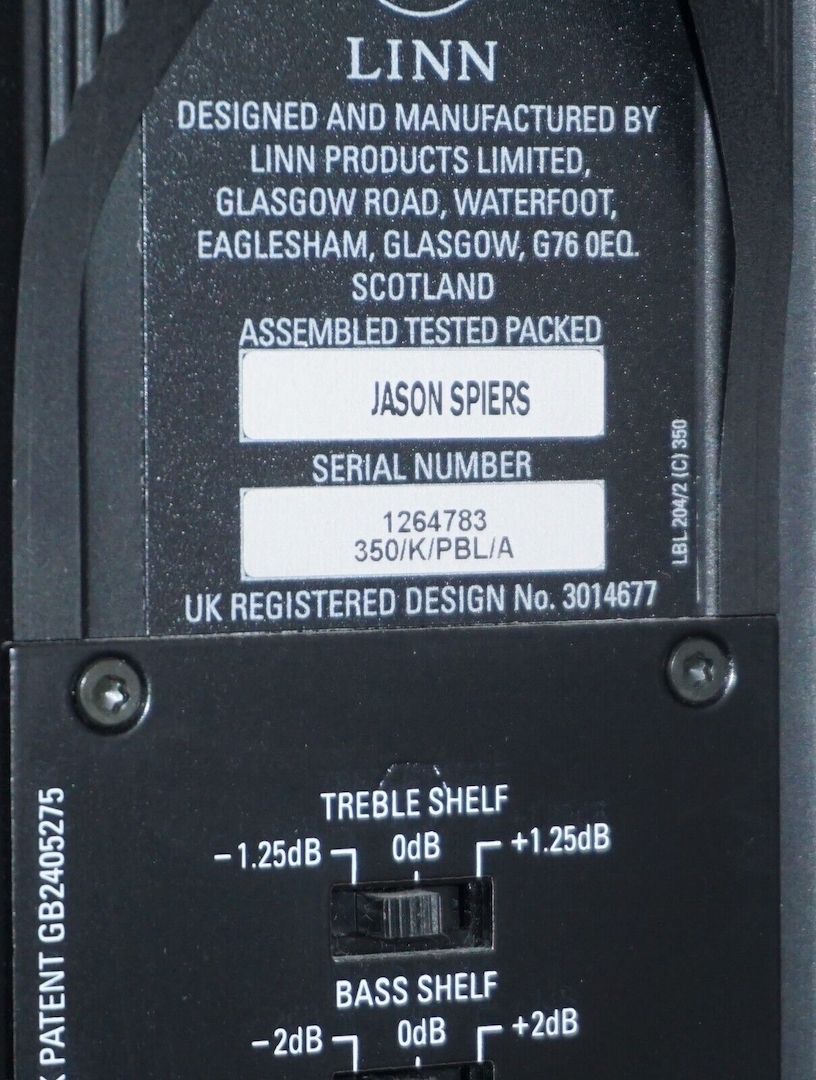 LINN
DESIGNED AND MANUFACTURED BY
LINN PRODUCTS LIMITED,
GLASGOW ROAD, WATERFOOT,
EAGLESHAM, GLASGOW, G76 0EQ.
SCOTLAND
ASSEMBLED TESTED PACKED
JASON SPIERS
SERIAL NUMBER
1264783
350/K/PBL/A
UK REGISTERED DESIGN No. 3014677
LBL 204/2 (C) 350
PATENT GB2405275
TREBLE SHELF
-1.25dB 0dB +1.25dB
BASS SHELF
-2dB 0dB +2dB